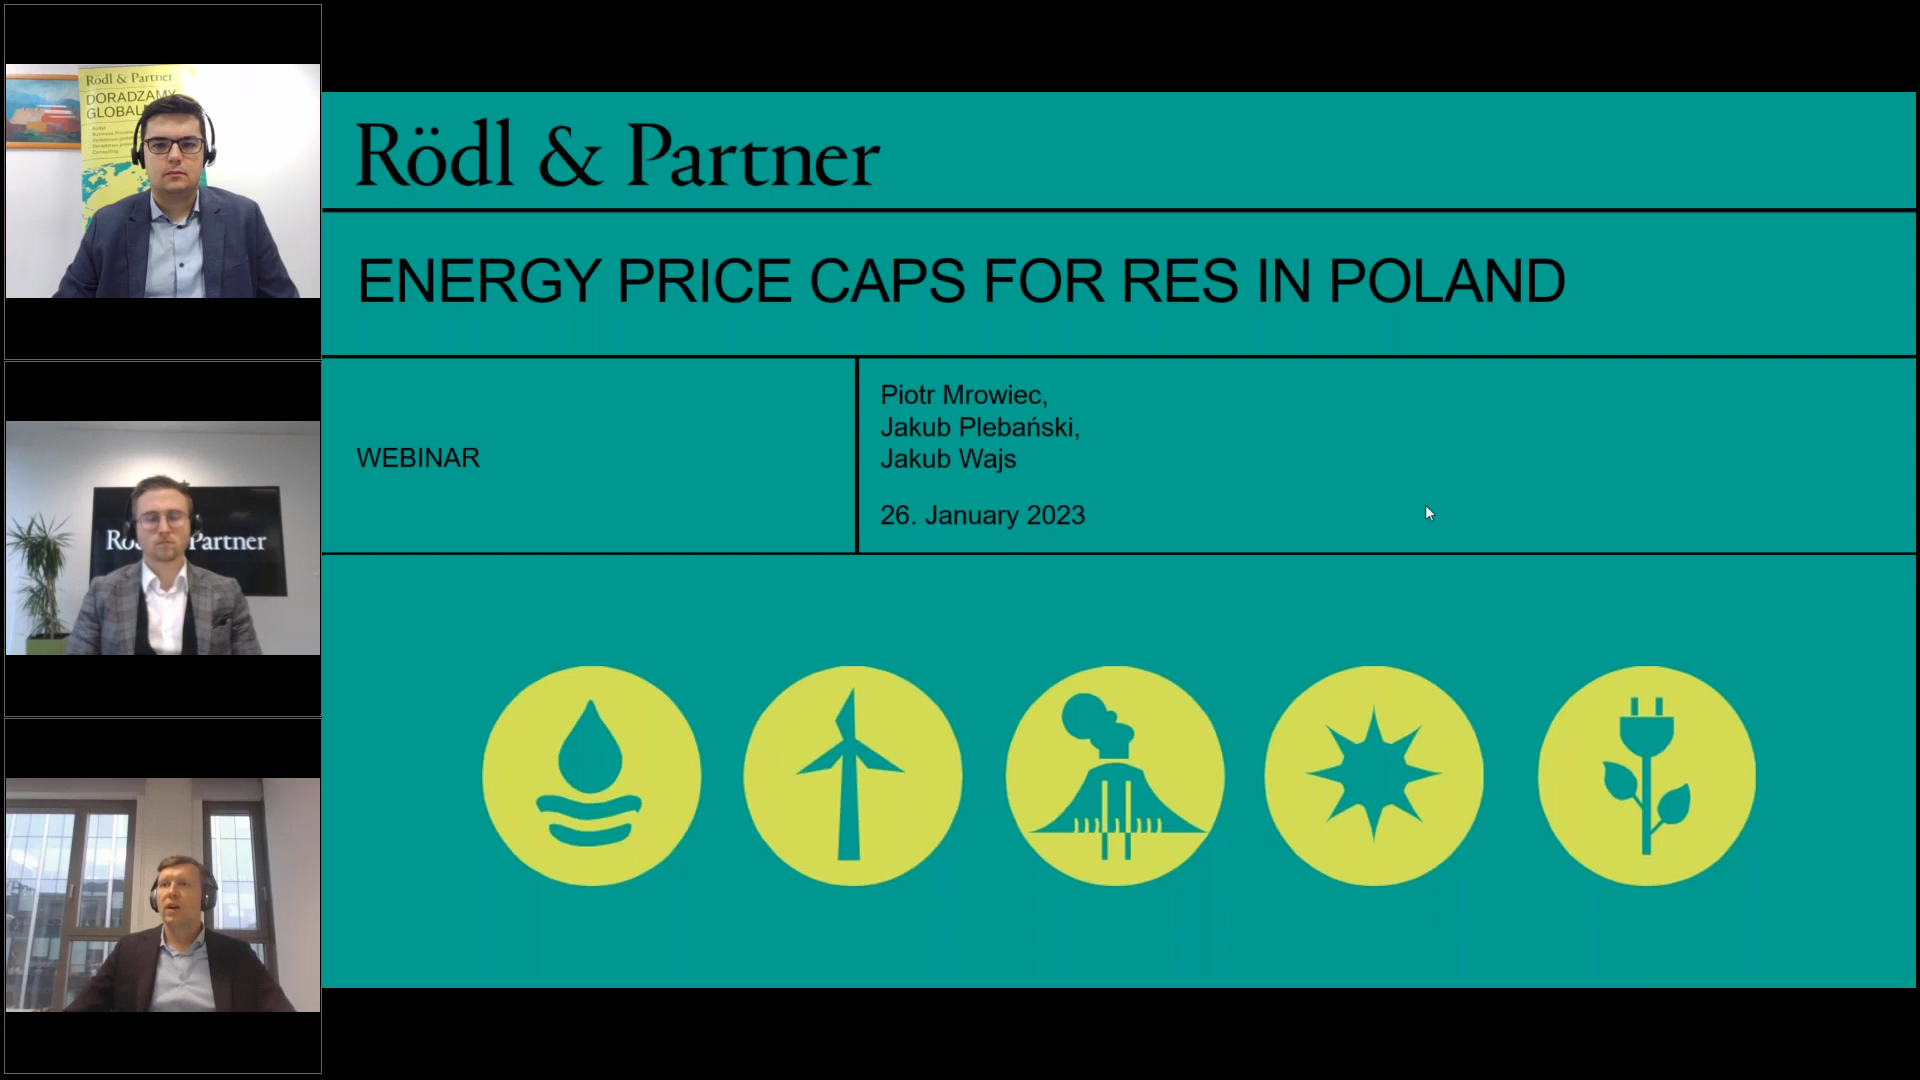 Rödl & Partner
DORADZAMY
Rödl & Partner
ENERGY PRICE CAPS FOR RES IN POLAND
WEBINAR
Piotr Mrowiec,
Jakub Plebański,
Jakub Wajs
26. January 2023
Partner